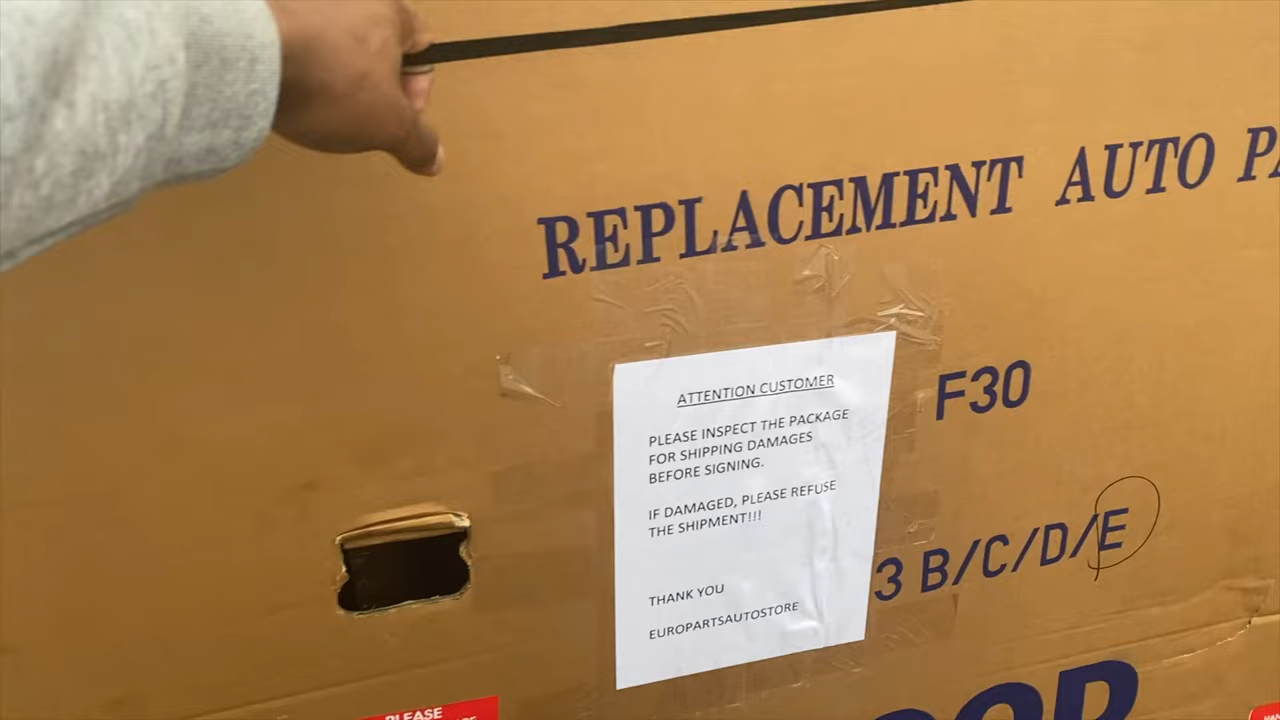 REPLACEMENT AUTO
F30
ATTENTION CUSTOMER
PLEASE INSPECT THE PACKAGE
FOR SHIPPING DAMAGES
BEFORE SIGNING.
IF DAMAGED, PLEASE REFUSE
THE SHIPMENT!!!
THANK YOU
EUROPARTSAUTOSTORE
3 B/C/D/E
PLEASE